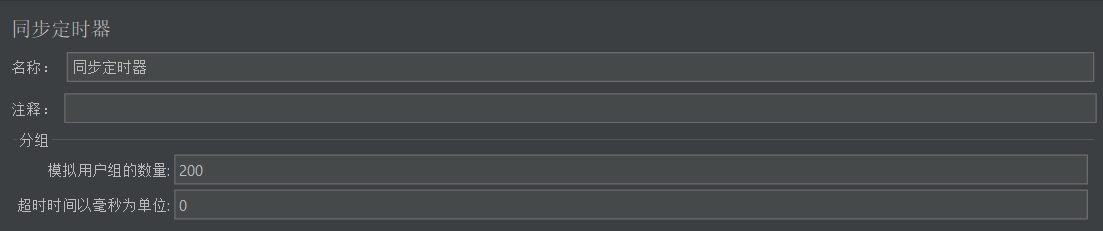 同步定时器
名称： 同步定时器
注释：
分组
模拟用户组的数量: 200
超时时间以毫秒为单位: 0